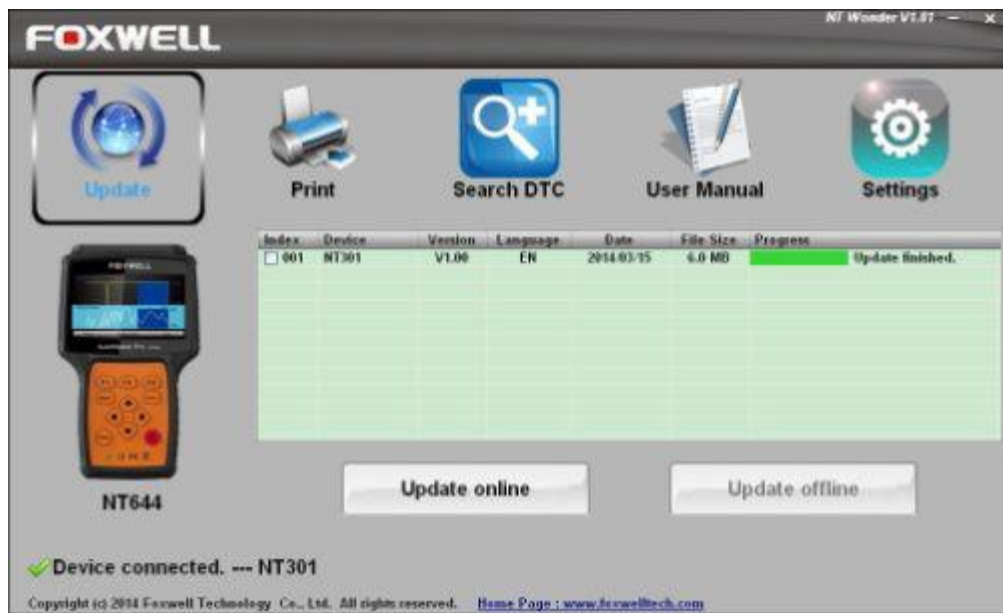 NT Wonder V1.01
FOXWELL
Update
Print
Search DTC
User Manual
Settings
Index Device Version Language Date File Size Progress
001 NT301 V1.00 EN 2014/03/15 6.0 MB Update finished.
FOXWELL
NT644
Update online
Update offline
Device connected. --- NT301
Copyright (c) 2014 Foxwell Technology Co., Ltd. All rights reserved. Home Page : www.foxwelltech.com